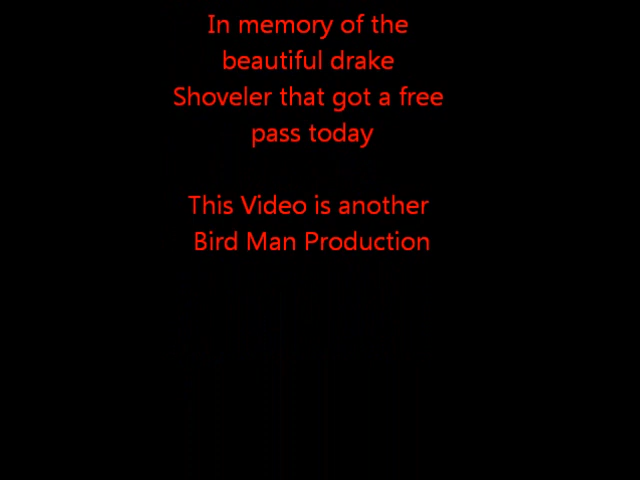 In memory of the
beautiful drake
Shoveler that got a free
pass today
This Video is another
Bird Man Production